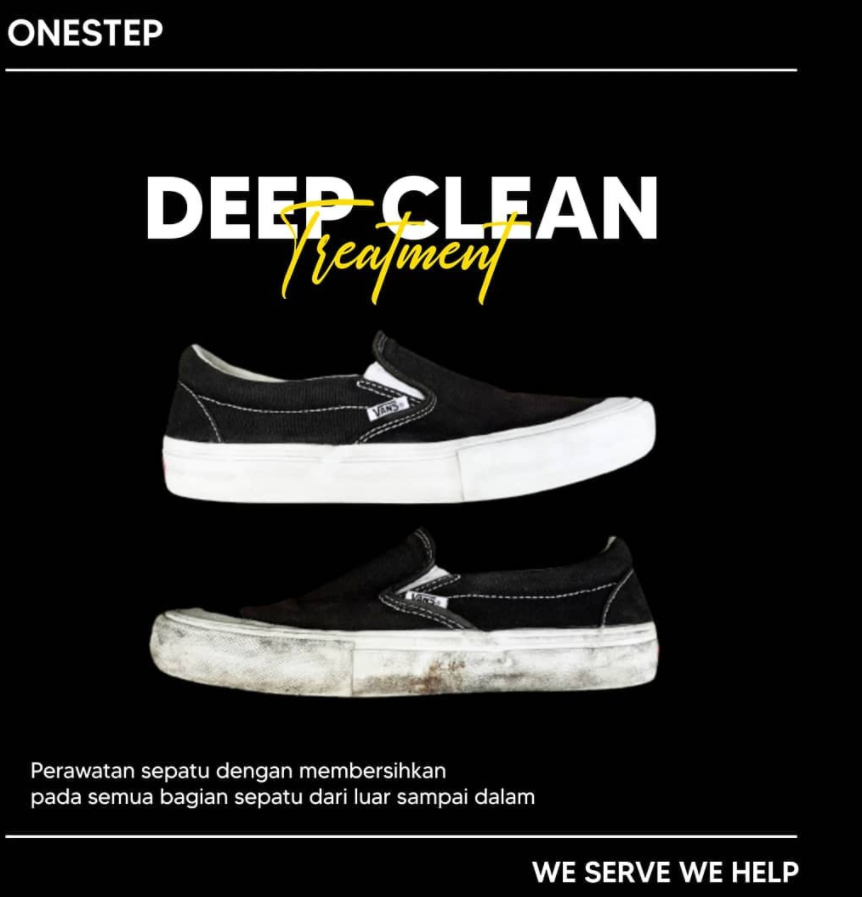 ONESTEP
DEEP CLEAN
Treatment
VANS
VANS
Perawatan sepatu dengan membersihkan
pada semua bagian sepatu dari luar sampai dalam
WE SERVE WE HELP